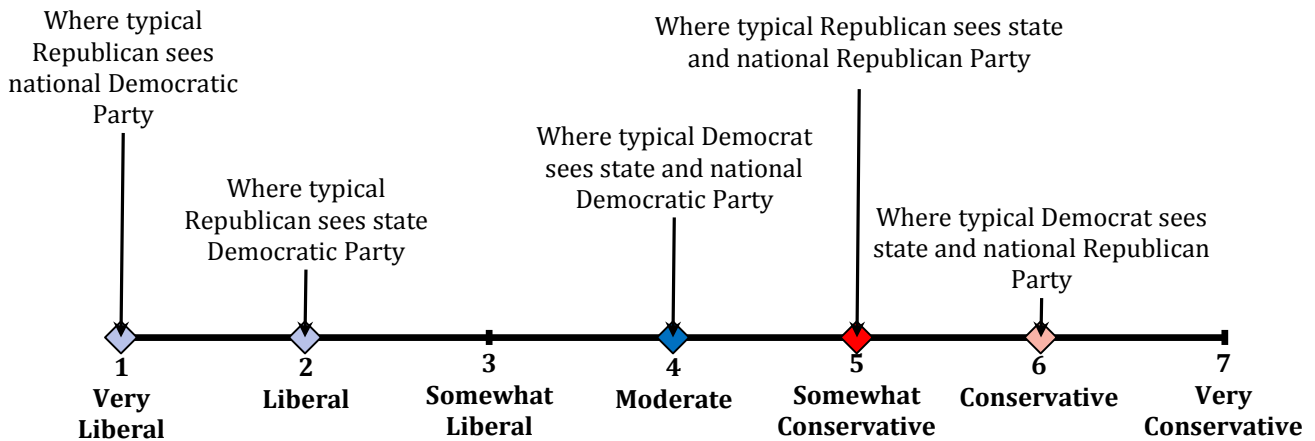 Where typical
Republican sees
national Democratic
Party
Where typical
Republican sees state
Democratic Party
Where typical Democrat
sees state and national
Democratic Party
Where typical Republican sees state
and national Republican Party
Where typical Democrat sees
state and national Republican
Party
1
Very
Liberal
2
Liberal
3
Somewhat
Liberal
4
Moderate
5
Somewhat
Conservative
6
Conservative
7
Very
Conservative